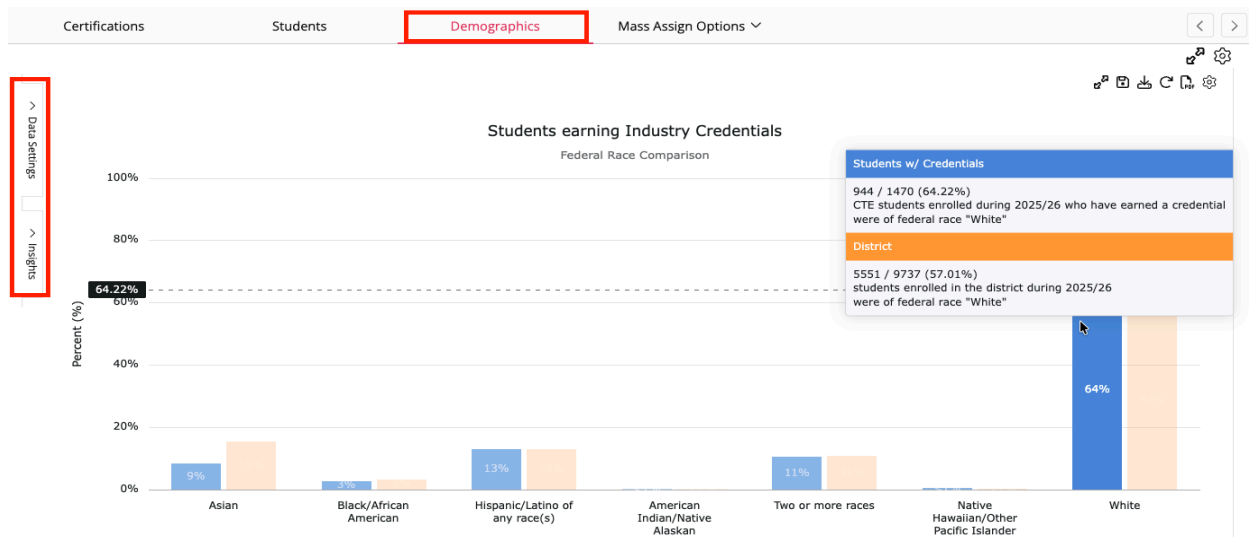 Certifications
Students
Demographics
Mass Assign Options
PDF
Data Settings
Insights
Students earning Industry Credentials
Federal Race Comparison
Students w/ Credentials
944 / 1470 (64.22%)
CTE students enrolled during 2025/26 who have earned a credential
were of federal race "White"
District
5551 / 9737 (57.01%)
students enrolled in the district during 2025/26
were of federal race "White"
Percent (%)
100%
80%
64.22%
60%
40%
20%
0%
9%
3%
13%
11%
64%
Asian
Black/African
American
Hispanic/Latino of
any race(s)
American
Indian/Native
Alaskan
Two or more races
Native
Hawaiian/Other
Pacific Islander
White